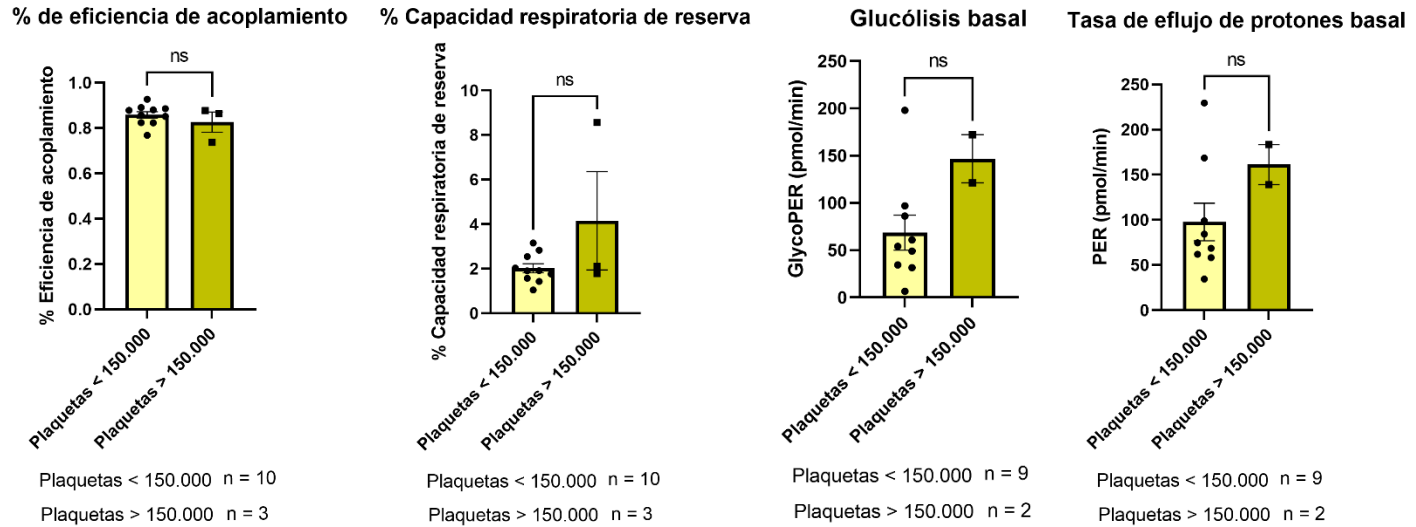 % de eficiencia de acoplamiento
ns
% Eficiencia de acoplamiento
1.0
0.8
0.6
0.4
0.2
0.0
Plaquetas < 150.000
Plaquetas > 150.000
Plaquetas < 150.000 n = 10
Plaquetas > 150.000 n = 3
% Capacidad respiratoria de reserva
ns
% Capacidad respiratoria de reserva
10
8
6
4
2
0
Plaquetas < 150.000
Plaquetas > 150.000
Plaquetas < 150.000 n = 10
Plaquetas > 150.000 n = 3
Glucólisis basal
ns
GlycoPER (pmol/min)
250
200
150
100
50
0
Plaquetas < 150.000
Plaquetas > 150.000
Plaquetas < 150.000 n = 9
Plaquetas > 150.000 n = 2
Tasa de eflujo de protones basal
ns
PER (pmol/min)
250
200
150
100
50
0
Plaquetas < 150.000
Plaquetas > 150.000
Plaquetas < 150.000 n = 9
Plaquetas > 150.000 n = 2